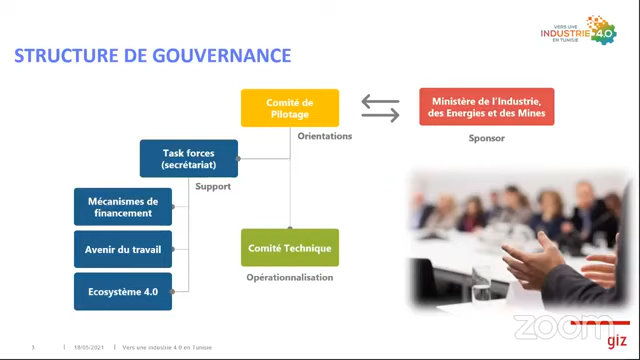 VERS UNE
INDUSTRIE 4.0
EN TUNISIE
STRUCTURE DE GOUVERNANCE
Comité de
Pilotage
Ministère de l'Industrie,
des Energies et des Mines
Orientations
Sponsor
Task forces
(secrétariat)
Support
Mécanismes de
financement
Avenir du travail
Comité Technique
Opérationnalisation
Ecosystème 4.0
3 | 18/05/2021 | Vers une industrie 4.0 en Tunisie
zoom
giz